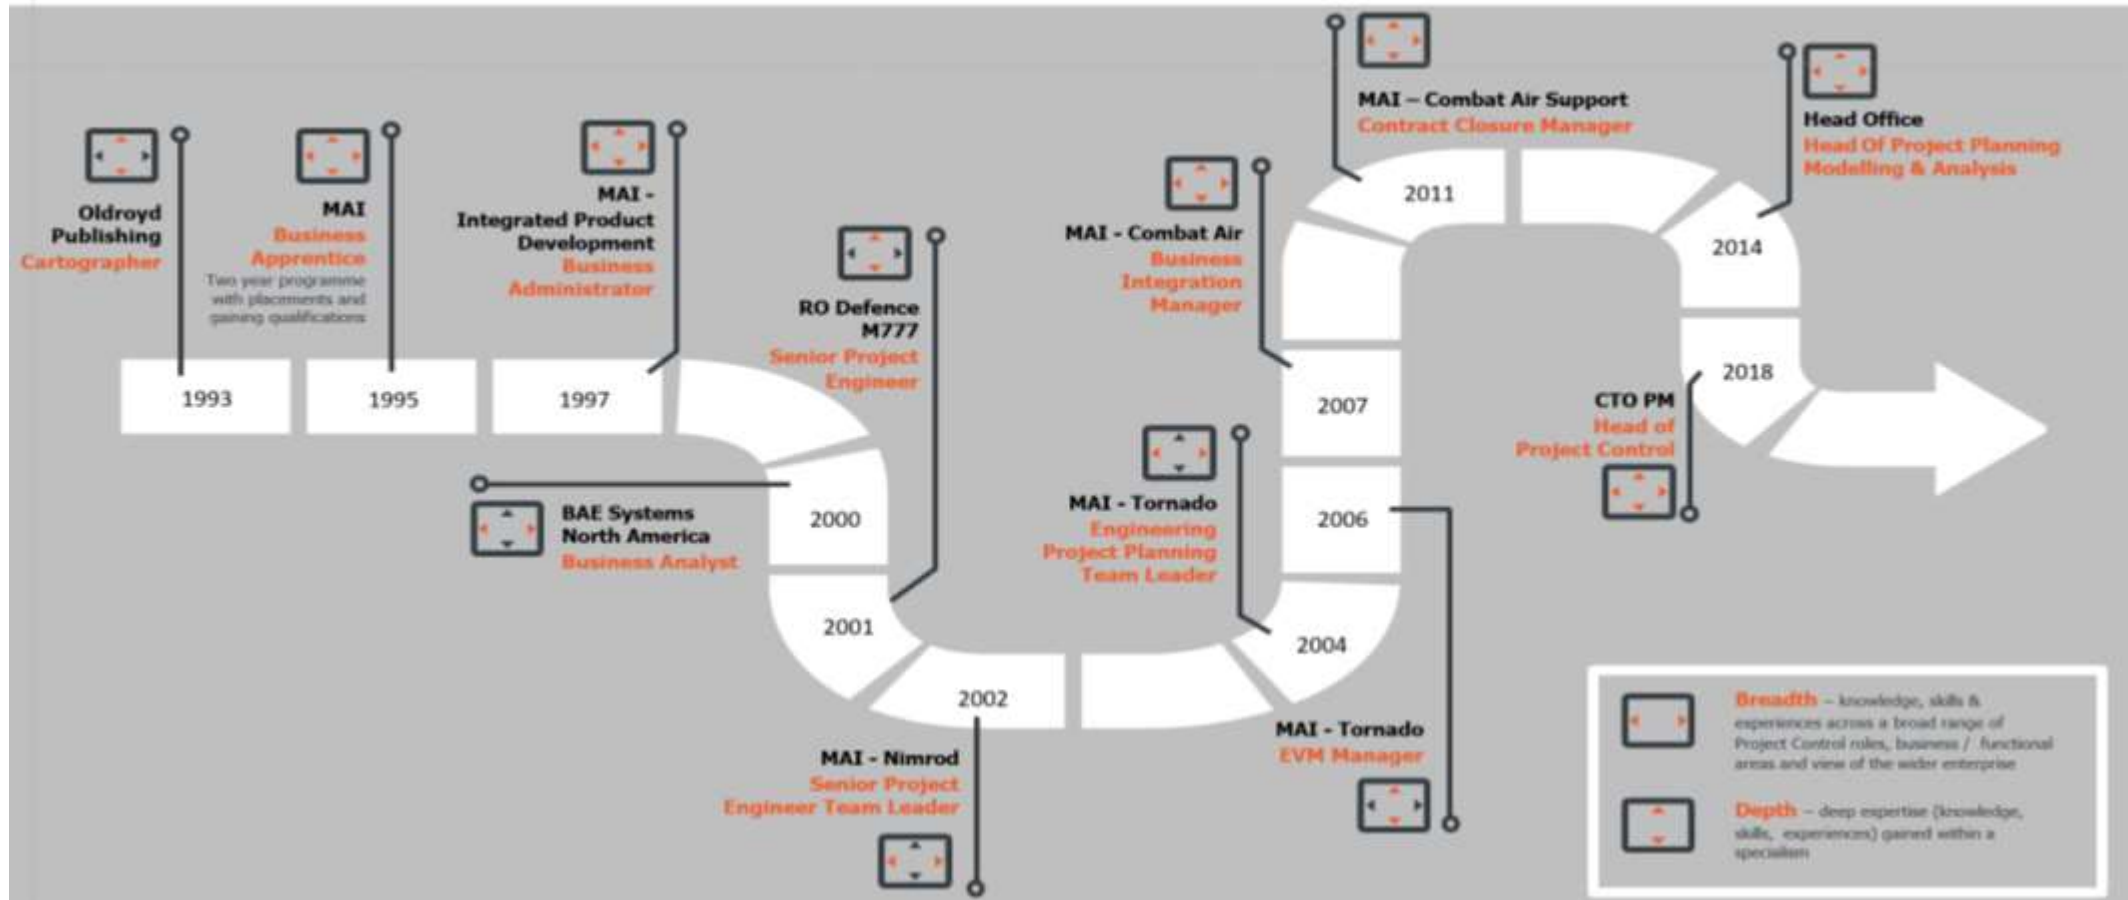 Oldroyd
Publishing
Cartographer
1993
MAI
Business
Apprentice
Two year programme
with placements and
gaining qualifications
1995
MAI -
Integrated Product
Development
Business
Administrator
1997
BAE Systems
North America
Business Analyst
2000
RO Defence
M777
Senior Project
Engineer
2001
MAI - Nimrod
Senior Project
Engineer Team Leader
2002
MAI - Tornado
Engineering
Project Planning
Team Leader
2004
MAI - Tornado
EVM Manager
2006
MAI - Combat Air
Business
Integration
Manager
2007
MAI – Combat Air Support
Contract Closure Manager
2011
Head Office
Head Of Project Planning
Modelling & Analysis
2014
CTO PM
Head of
Project Control
2018
Breadth – knowledge, skills &
experiences across a broad range of
Project Control roles, business / functional
areas and view of the wider enterprise
Depth – deep expertise (knowledge,
skills, experiences) gained within a
specialism